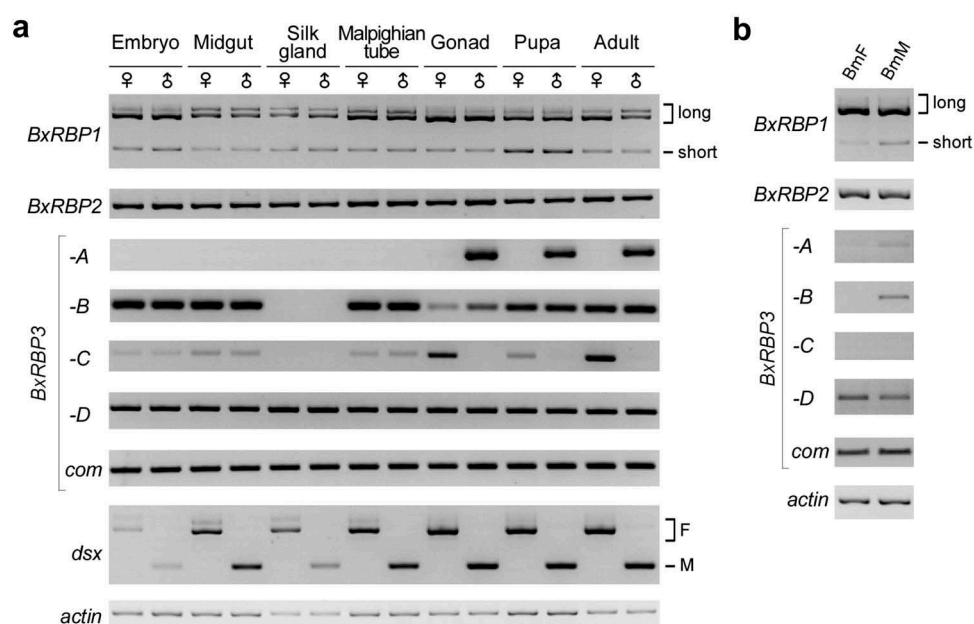 a
Embryo Midgut Silk gland Malpighian tube Gonad Pupa Adult
♀ ♂ ♀ ♂ ♀ ♂ ♀ ♂ ♀ ♂ ♀ ♂ ♀ ♂
BxRBP1
long
short
BxRBP2
BxRBP3
-A
-B
-C
-D
com
dsx
F
M
actin
b
BmF BmM
BxRBP1
long
short
BxRBP2
BxRBP3
-A
-B
-C
-D
com
actin